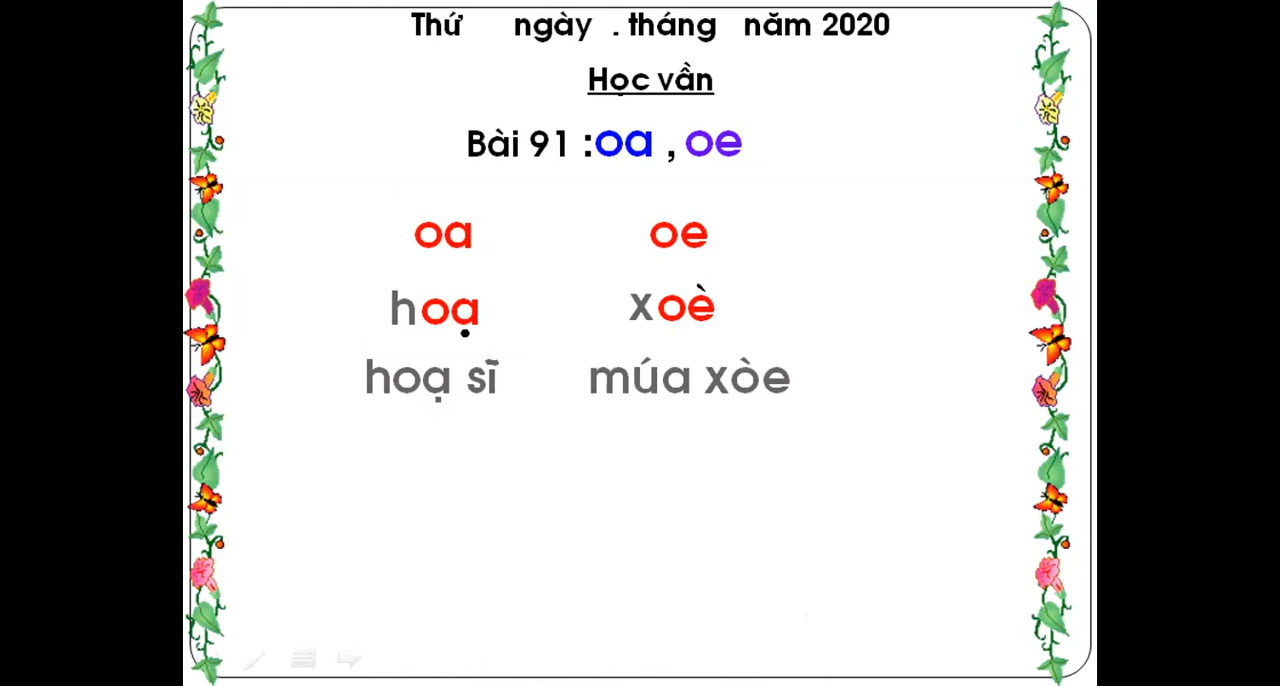 Thứ ngày . tháng năm 2020
Học vần
Bài 91 :oa , oe
oa oe
hoạ xoè
hoạ sĩ múa xòe